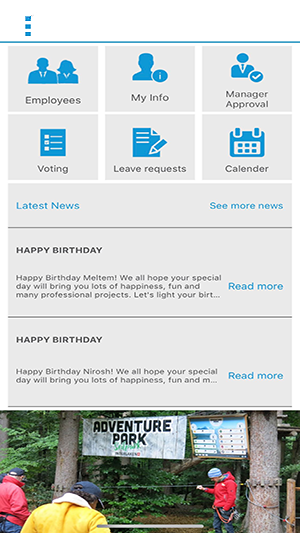 Employees
My Info
Manager
Approval
Voting
Leave requests
Calender
Latest News
See more news
HAPPY BIRTHDAY
Happy Birthday Meltem! We all hope your special
day will bring you lots of happiness, fun and
many professional projects. Let's light your birt...
Read more
HAPPY BIRTHDAY
Happy Birthday Nirosh! We all hope your special
day will bring you lots of happiness, fun and m...
Read more
ADVENTURE
PARK